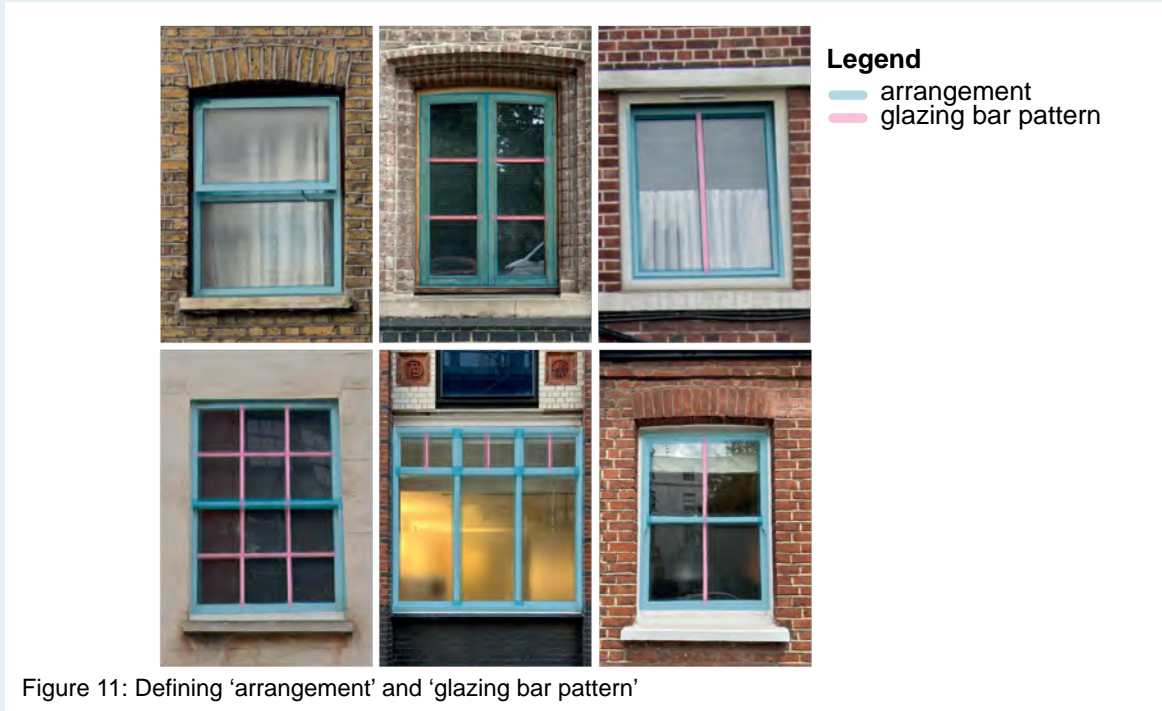 Legend
arrangement
glazing bar pattern
Figure 11: Defining ‘arrangement’ and ‘glazing bar pattern’